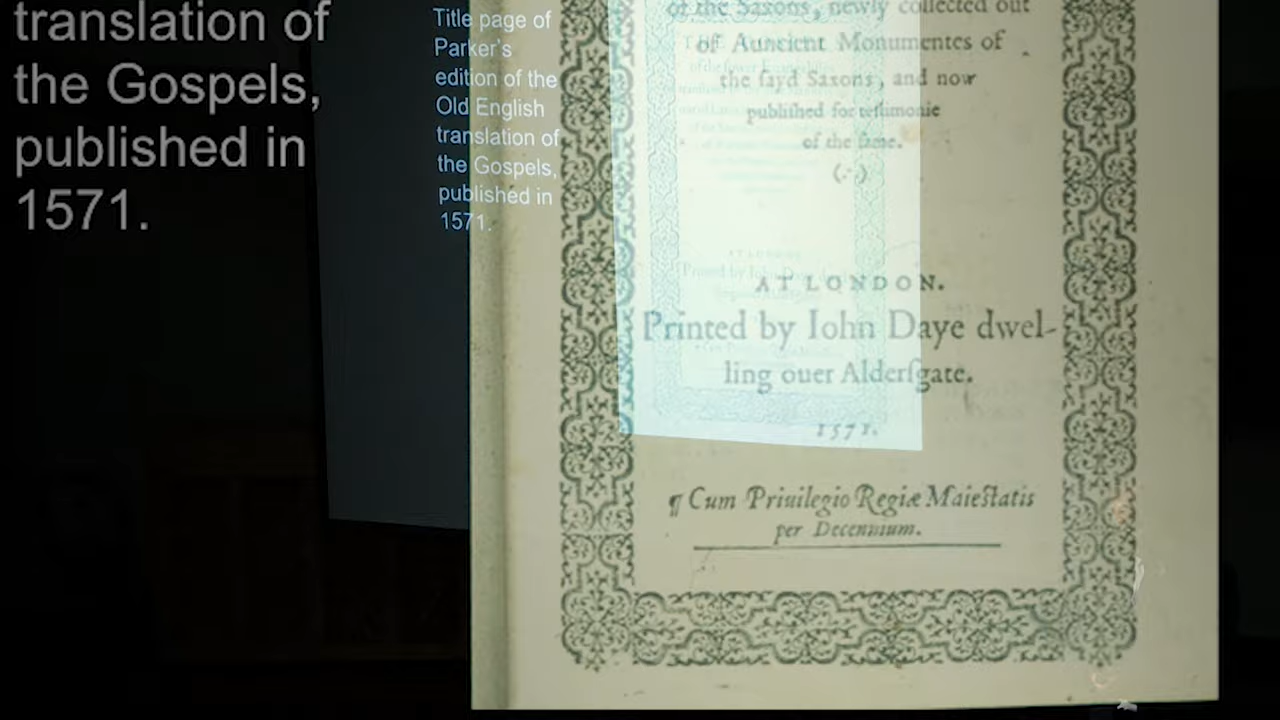 translation of
the Gospels,
published in
1571.
Title page of
Parker's
edition of the
Old English
translation of
the Gospels,
published in
1571.
of the Saxons, newly collected out
of Auncient Monumentes of
the ſayd Saxons, and now
publiſhed for teſtimonie
of the ſame.
AT LONDON.
Printed by Iohn Daye dwel-
ling ouer Alderſgate.
1571.
¶ Cum Priuilegio Regiæ Maieſtatis
per Decennium.